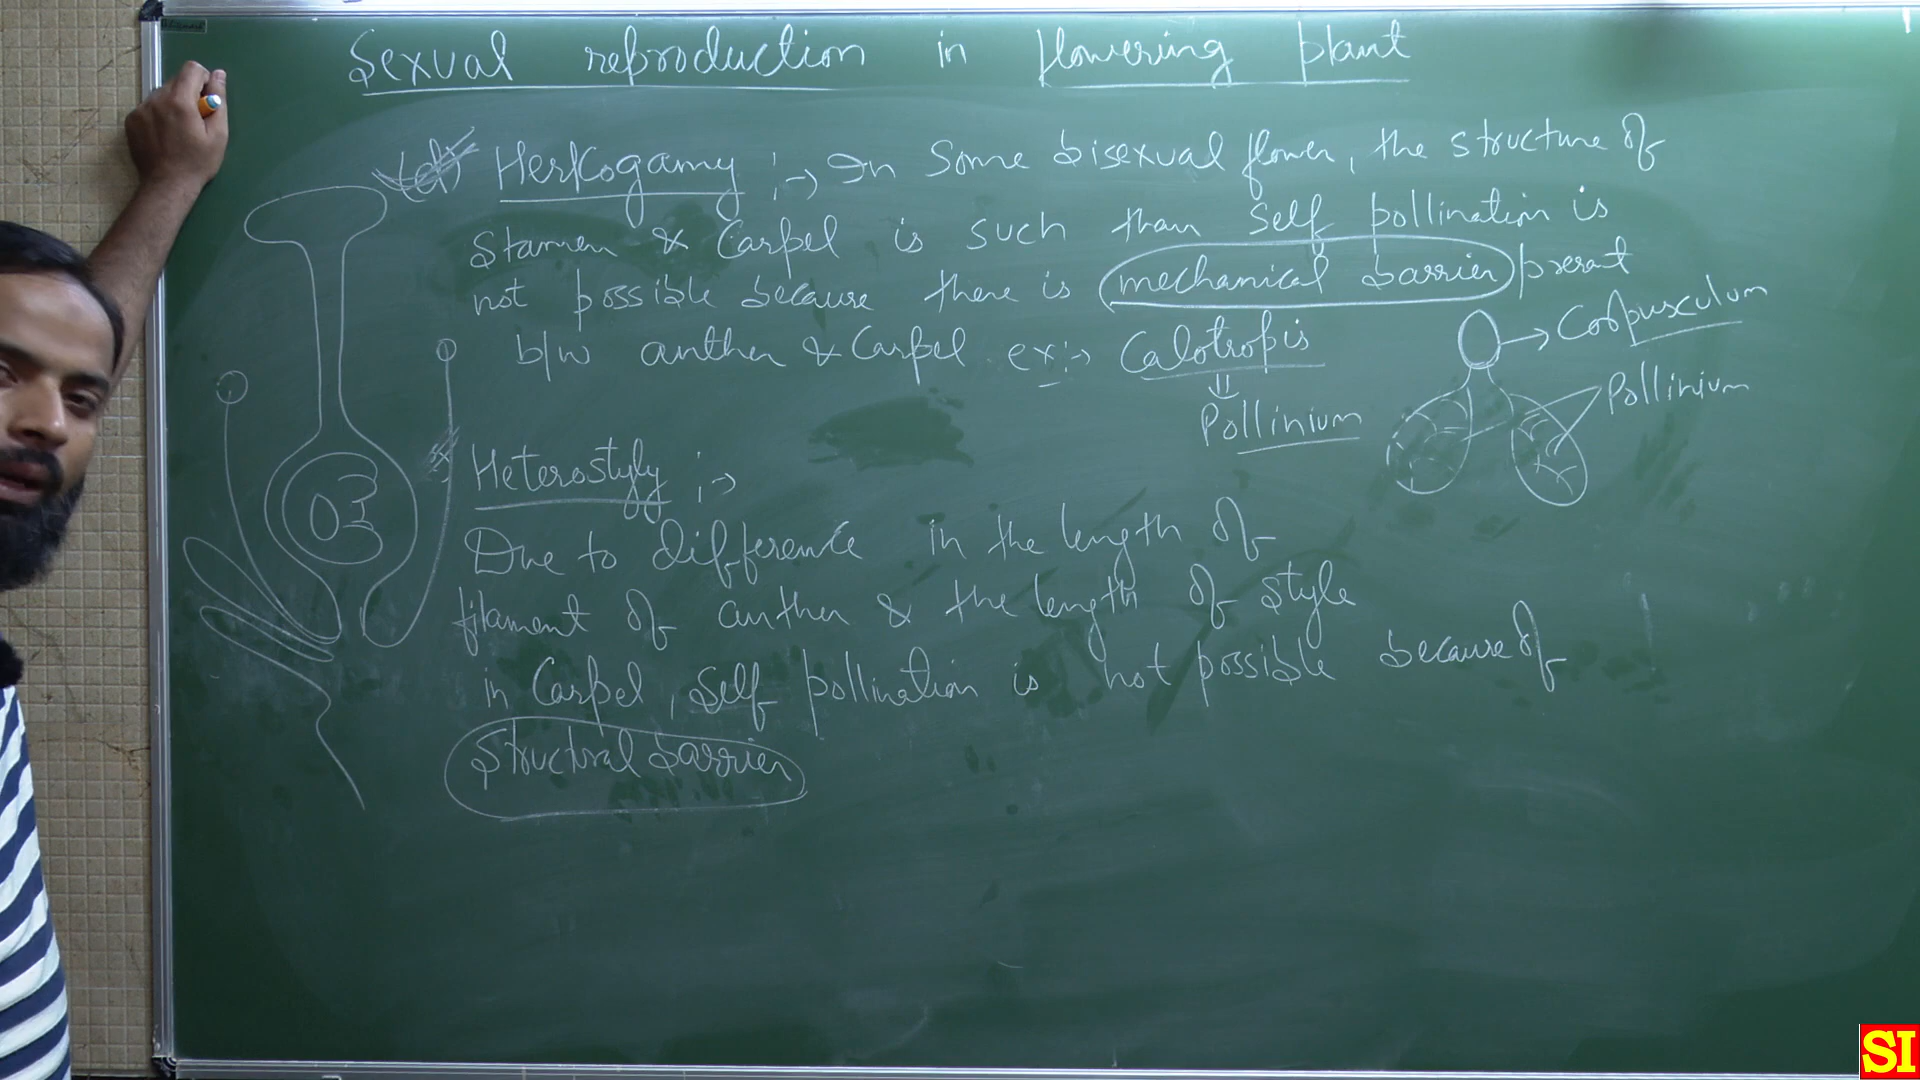 Sexual reproduction in flowering plant
(d) Herkogamy :→ In Some bisexual flower, the structure of
Stamen & Carpel is such than Self pollination is
not possible because there is mechanical barrier present
b/w anther & Carpel ex:→ Calotropis
Pollinium
Corpusculum
Pollinium
Heterostyly :→
Due to difference in the length of
filament of anther & the length of style
in Carpel, Self pollination is not possible because of
Structural barrier
SI